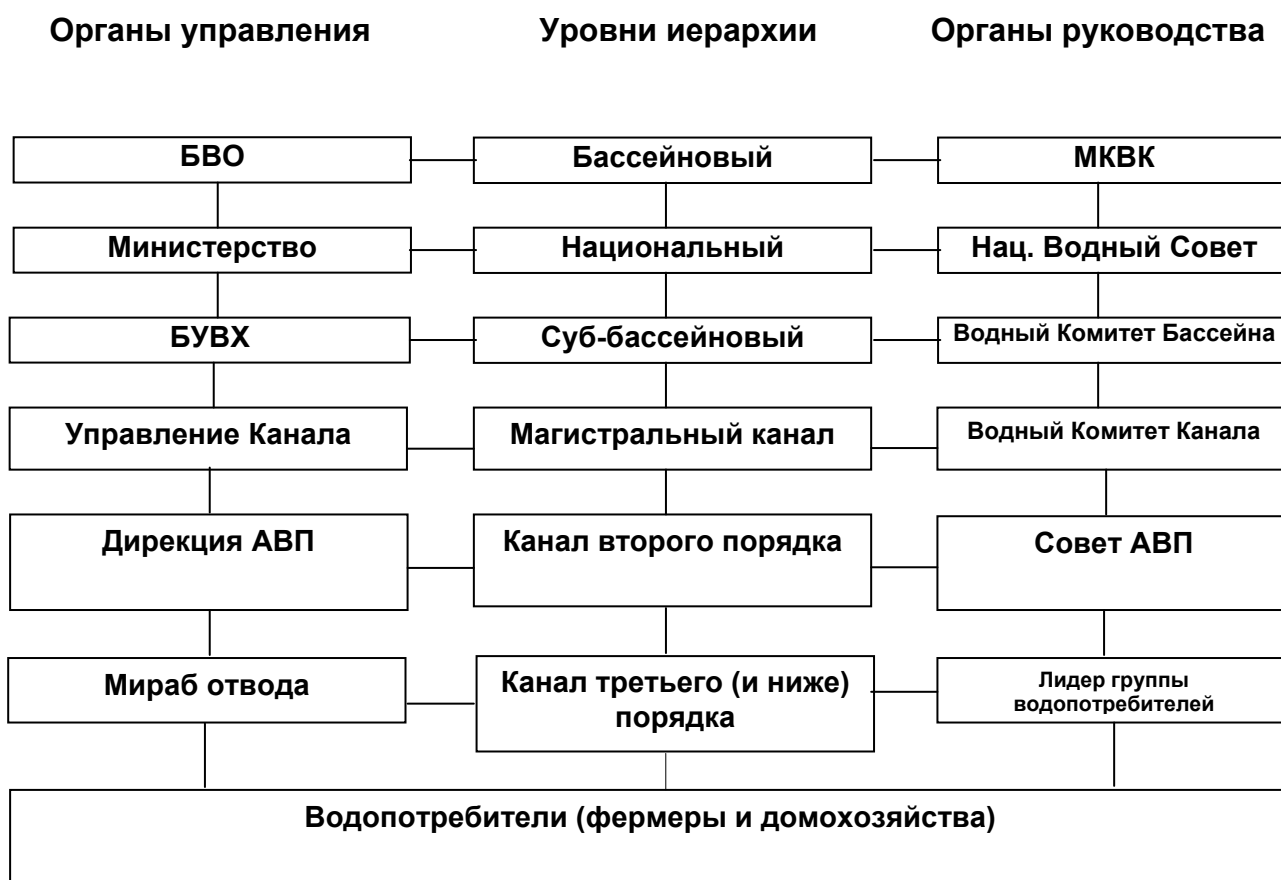 Органы управления
Уровни иерархии
Органы руководства
БВО
Бассейновый
МКВК
Министерство
Национальный
Нац. Водный Совет
БУВХ
Суб-бассейновый
Водный Комитет Бассейна
Управление Канала
Магистральный канал
Водный Комитет Канала
Дирекция АВП
Канал второго порядка
Совет АВП
Мираб отвода
Канал третьего (и ниже)
порядка
Лидер группы
водопотребителей
Водопотребители (фермеры и домохозяйства)